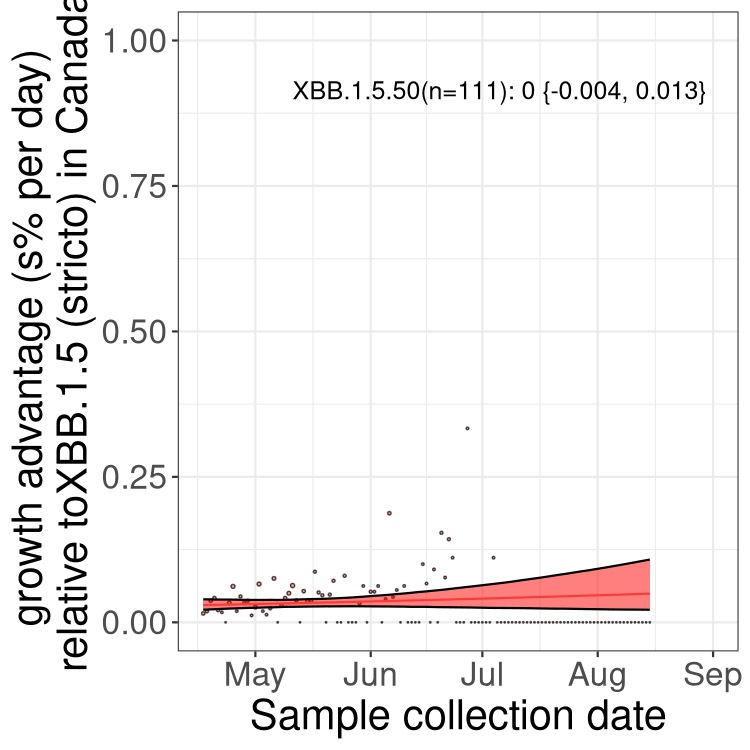 growth advantage (s% per day)
relative toXBB.1.5 (stricto) in Canada
1.00
0.75
0.50
0.25
0.00
XBB.1.5.50(n=111): 0 {-0.004, 0.013}
May
Jun
Jul
Aug
Sep
Sample collection date